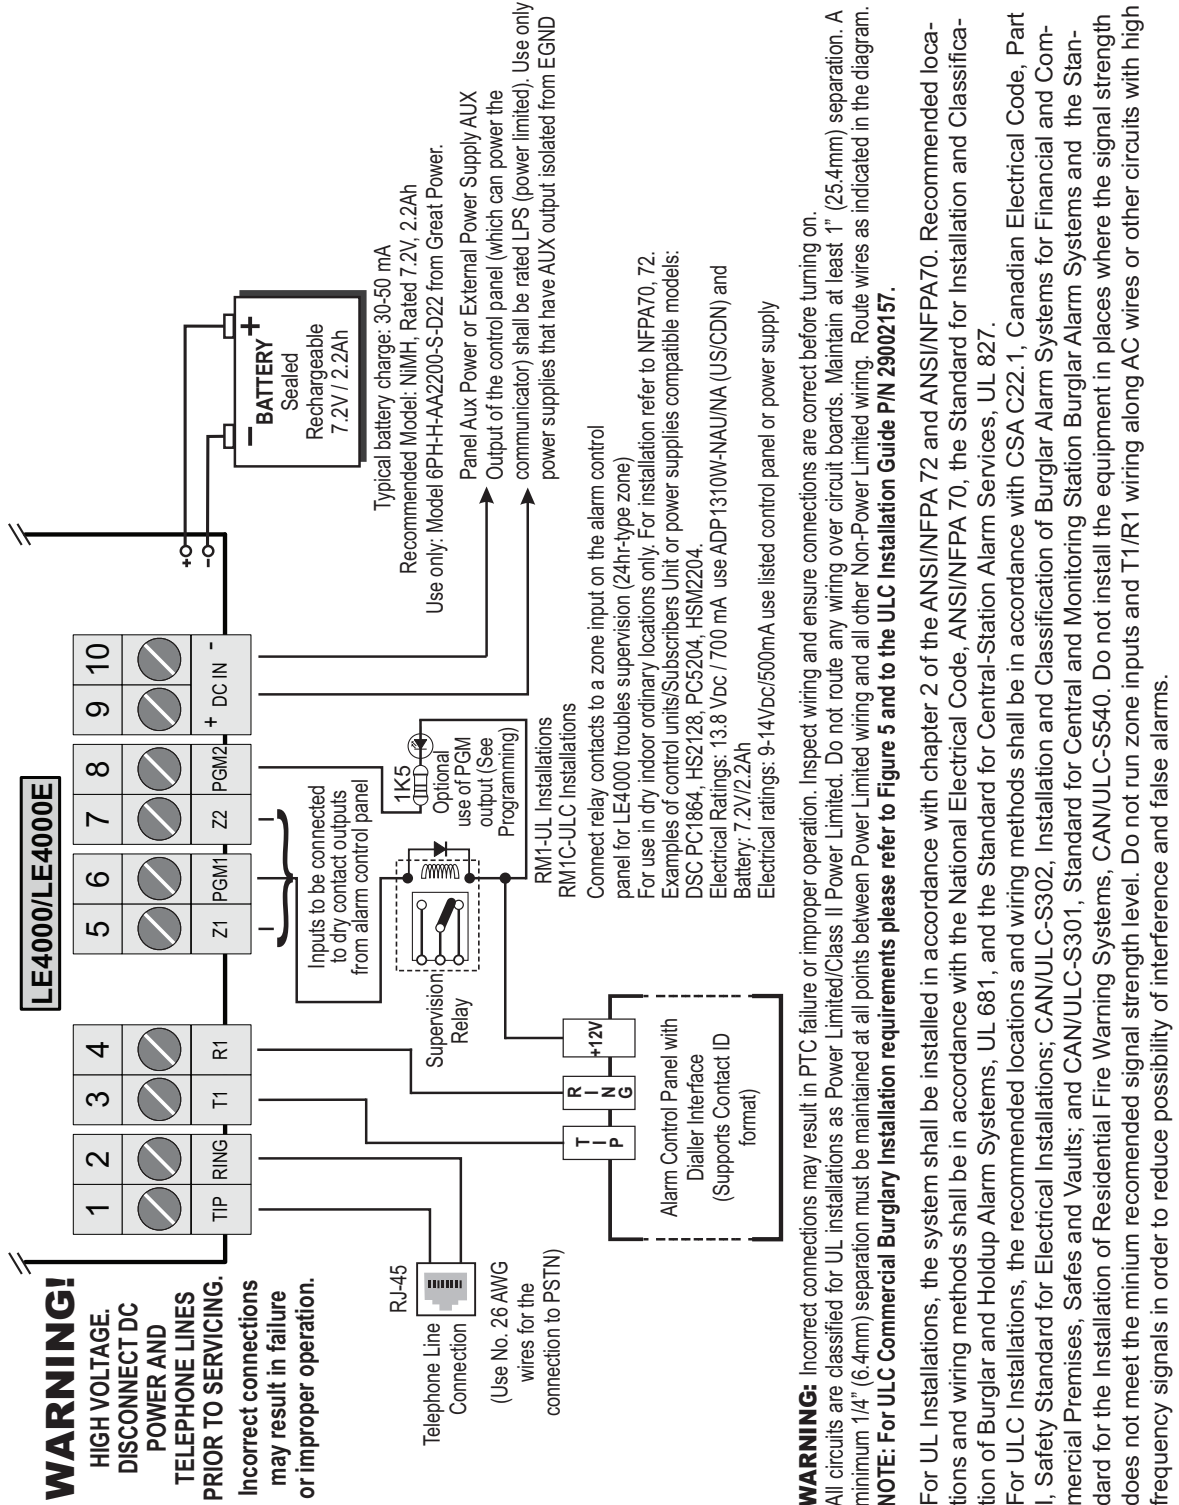 WARNING!
HIGH VOLTAGE.
DISCONNECT DC
POWER AND
TELEPHONE LINES
PRIOR TO SERVICING.
Incorrect connections
may result in failure
or improper operation.
LE4000/LE4000E
1 2 3 4 5 6 7 8 9 10
TIP RING T1 R1 Z1 PGM1 Z2 PGM2 + DC IN -
+
–
– +
BATTERY
Sealed
Rechargeable
7.2V / 2.2Ah
Typical battery charge: 30-50 mA
Recommended Model: NiMH, Rated 7.2V, 2.2Ah
Use only: Model 6PH-H-AA2200-S-D22 from Great Power.
Panel Aux Power or External Power Supply AUX
Output of the control panel (which can power the
communicator) shall be rated LPS (power limited). Use only
power supplies that have AUX output isolated from EGND
Inputs to be connected
to dry contact outputs
from alarm control panel
1K5
Optional
use of PGM
output (See
Programming)
Supervision
Relay
RJ-45
Telephone Line
Connection
(Use No. 26 AWG
wires for the
connection to PSTN)
TIP
RING
+12V
Alarm Control Panel with
Dialler Interface
(Supports Contact ID
format)
RM1-UL Installations
RM1C-ULC Installations
Connect relay contacts to a zone input on the alarm control
panel for LE4000 troubles supervision (24hr-type zone)
For use in dry indoor ordinary locations only. For installation refer to NFPA70, 72.
Examples of control units/Subscribers Unit or power supplies compatible models:
DSC PC1864, HS2128, PC5204, HSM2204.
Electrical Ratings: 13.8 VDC / 700 mA use ADP1310W-NAU/NA (US/CDN) and
Battery: 7.2V/2.2Ah
Electrical ratings: 9-14VDC/500mA use listed control panel or power supply
WARNING: Incorrect connections may result in PTC failure or improper operation. Inspect wiring and ensure connections are correct before turning on.
All circuits are classified for UL installations as Power Limited/Class II Power Limited. Do not route any wiring over circuit boards. Maintain at least 1" (25.4mm) separation. A
minimum 1/4" (6.4mm) separation must be maintained at all points between Power Limited wiring and all other Non-Power Limited wiring. Route wires as indicated in the diagram.
NOTE: For ULC Commercial Burglary Installation requirements please refer to Figure 5 and to the ULC Installation Guide P/N 29002157.
For UL Installations, the system shall be installed in accordance with chapter 2 of the ANSI/NFPA 72 and ANSI/NFPA70. Recommended loca-
tions and wiring methods shall be in accordance with the National Electrical Code, ANSI/NFPA 70, the Standard for Installation and Classifica-
tion of Burglar and Holdup Alarm Systems, UL 681, and the Standard for Central-Station Alarm Services, UL 827.
For ULC Installations, the recommended locations and wiring methods shall be in accordance with CSA C22.1, Canadian Electrical Code, Part
I, Safety Standard for Electrical Installations; CAN/ULC-S302, Installation and Classification of Burglar Alarm Systems for Financial and Com-
mercial Premises, Safes and Vaults; and CAN/ULC-S301, Standard for Central and Monitoring Station Burglar Alarm Systems and the Stan-
dard for the Installation of Residential Fire Warning Systems, CAN/ULC-S540. Do not install the equipment in places where the signal strength
does not meet the minium recomended signal strength level. Do not run zone inputs and T1/R1 wiring along AC wires or other circuits with high
frequency signals in order to reduce possibility of interference and false alarms.